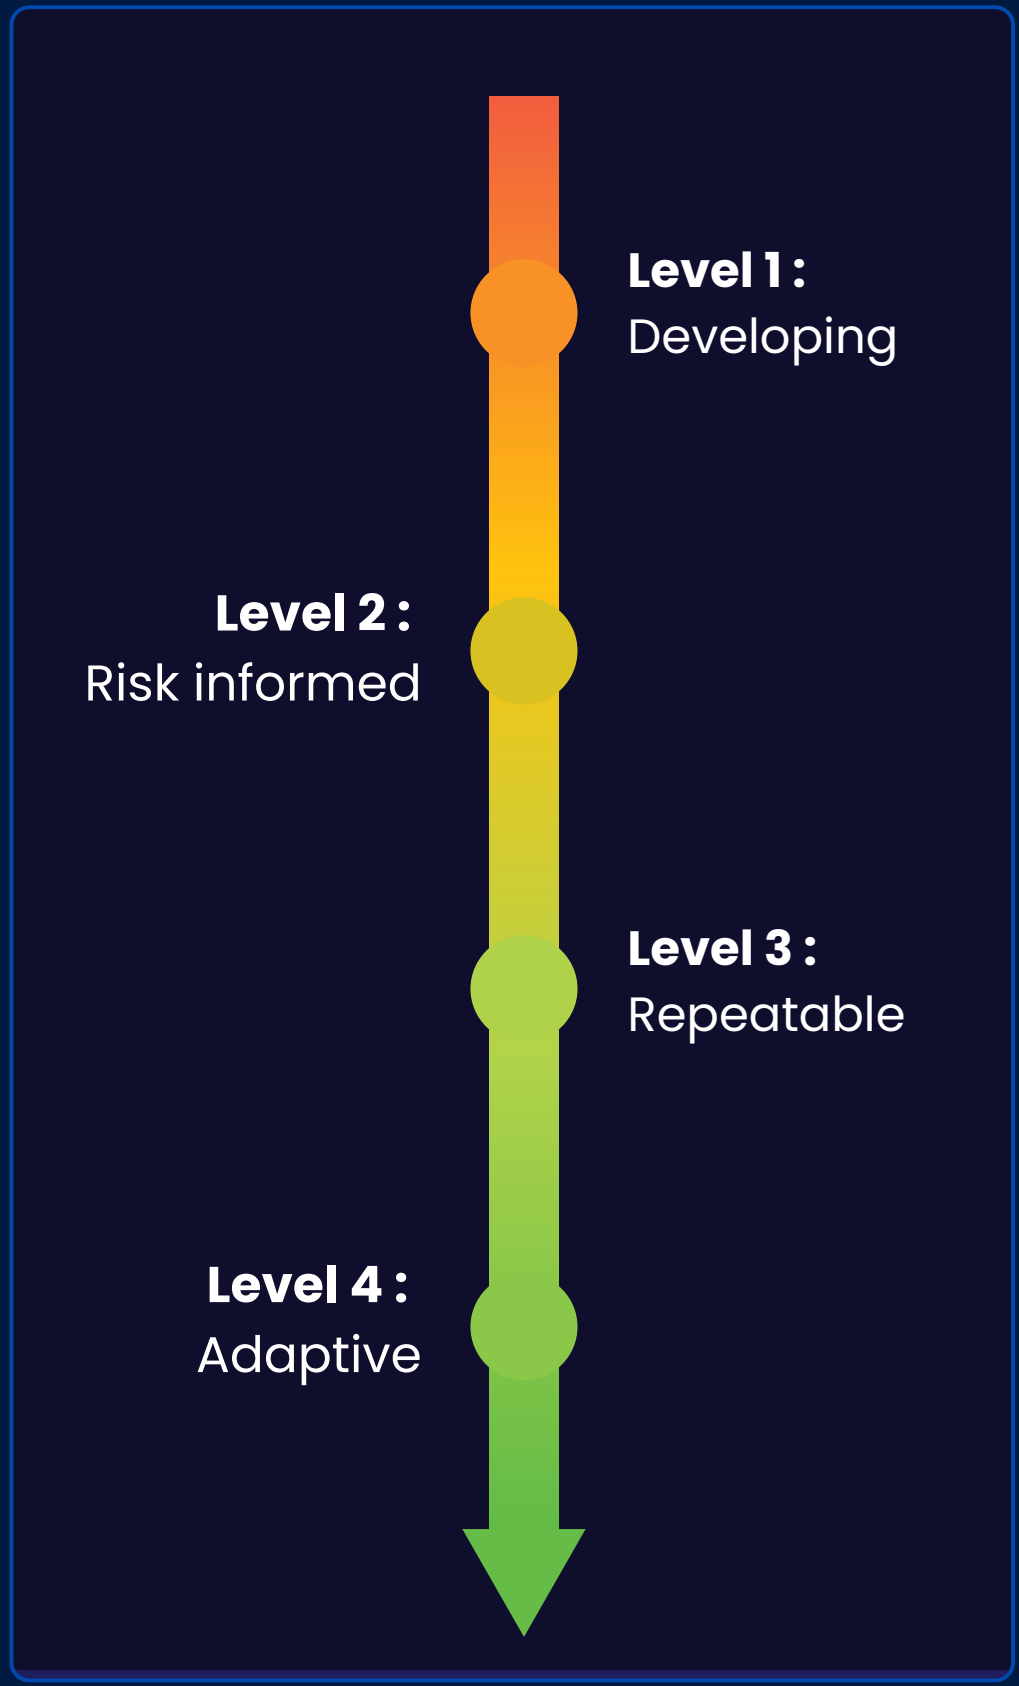 Level 1 :
Developing
Level 2 :
Risk informed
Level 3 :
Repeatable
Level 4 :
Adaptive